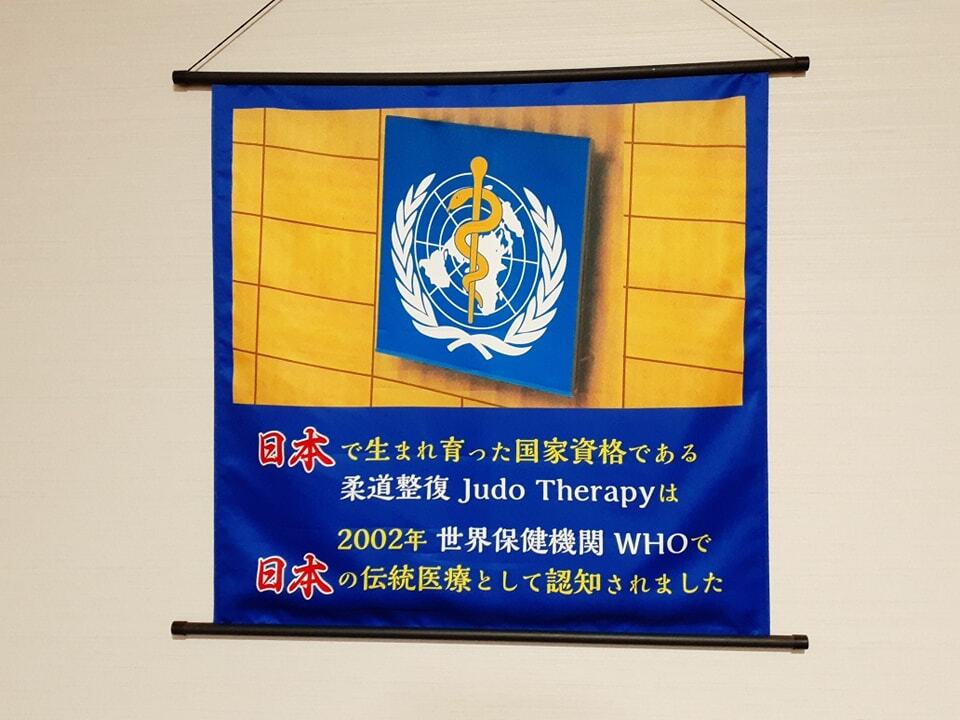 日本で生まれ育った国家資格である
柔道整復 Judo Therapyは
2002年 世界保健機関 WHOで
日本の伝統医療として認知されました